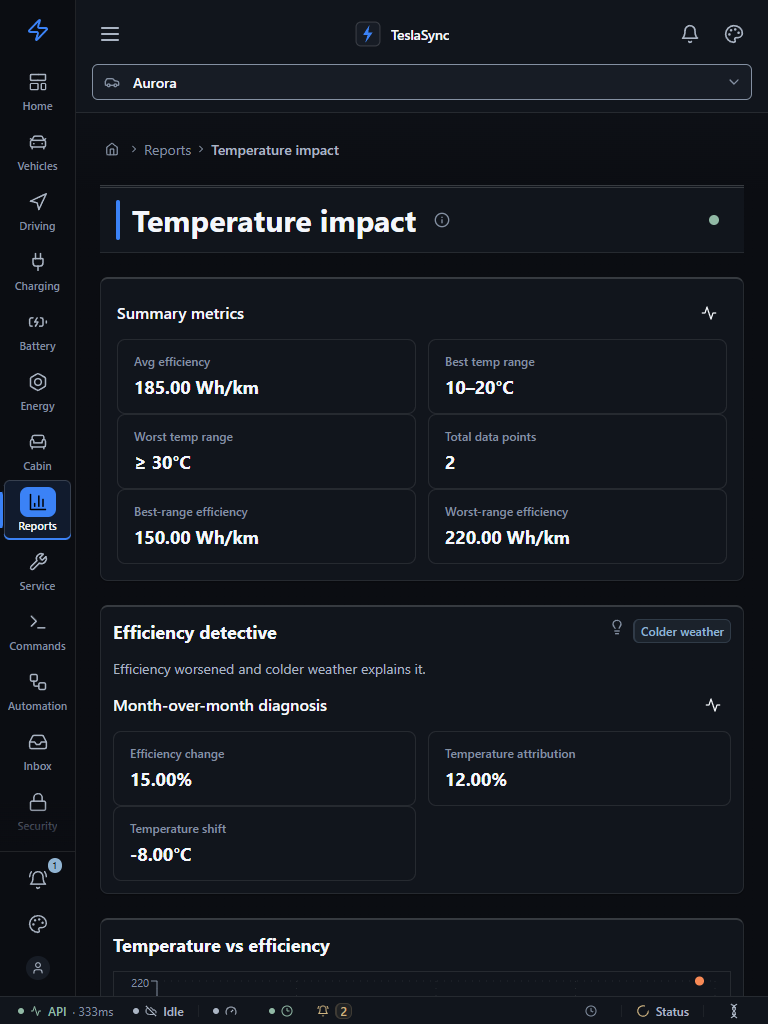 TeslaSync
Aurora
Home
Vehicles
Driving
Charging
Battery
Energy
Cabin
Reports
Service
Commands
Automation
Inbox
Security
1
Reports
Temperature impact
Temperature impact
Summary metrics
Avg efficiency
185.00 Wh/km
Best temp range
10–20°C
Worst temp range
≥ 30°C
Total data points
2
Best-range efficiency
150.00 Wh/km
Worst-range efficiency
220.00 Wh/km
Efficiency detective
Colder weather
Efficiency worsened and colder weather explains it.
Month-over-month diagnosis
Efficiency change
15.00%
Temperature attribution
12.00%
Temperature shift
-8.00°C
Temperature vs efficiency
220
API · 333ms
Idle
2
Status